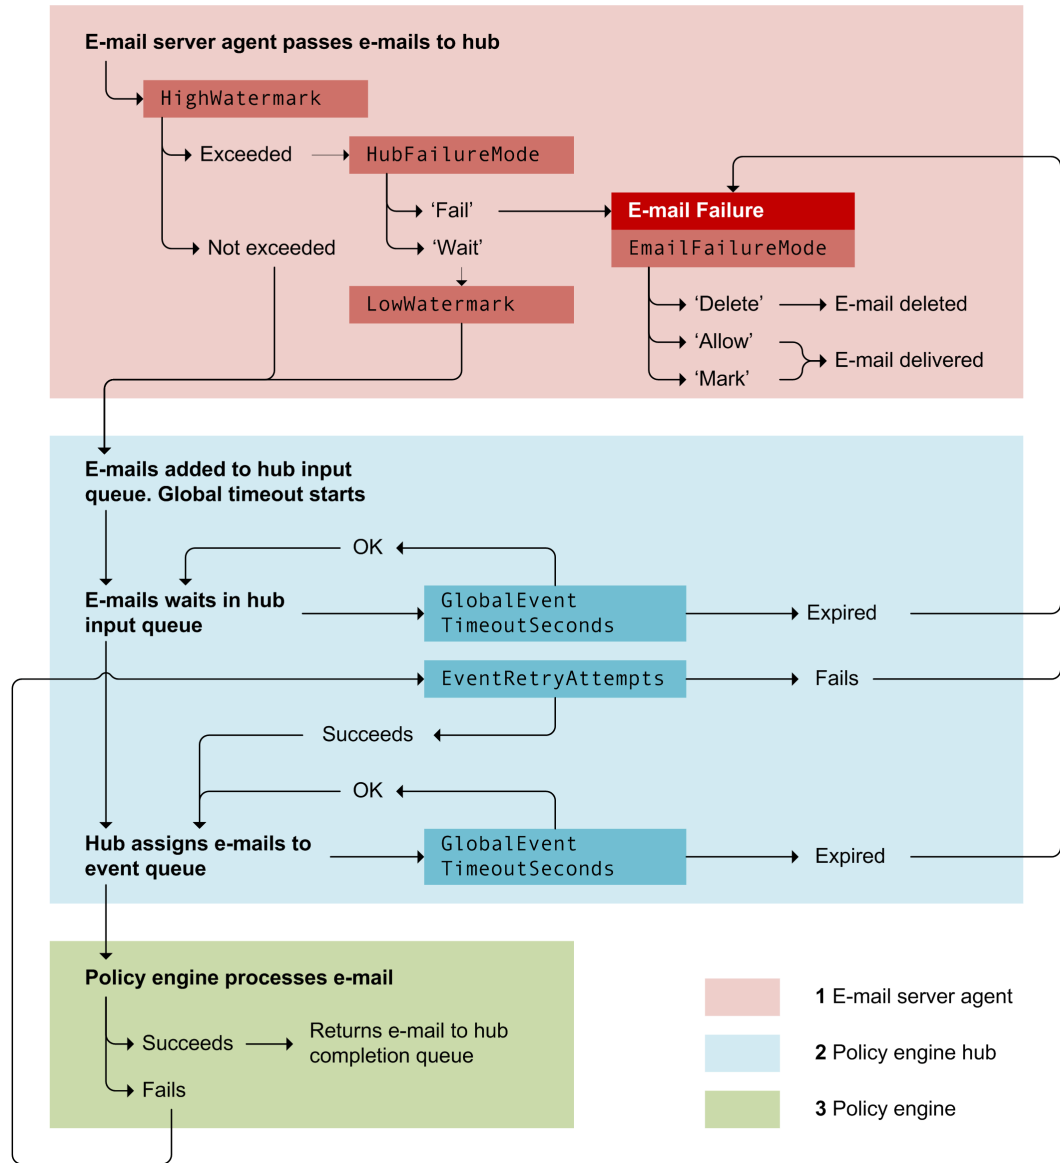 E-mail server agent passes e-mails to hub
HighWatermark
Exceeded
HubFailureMode
‘Fail’
E-mail Failure
Not exceeded
‘Wait’
EmailFailureMode
LowWatermark
‘Delete’
E-mail deleted
‘Allow’
E-mail delivered
‘Mark’
E-mails added to hub input
queue. Global timeout starts
OK
E-mails waits in hub
input queue
GlobalEvent
TimeoutSeconds
Expired
EventRetryAttempts
Fails
Succeeds
OK
Hub assigns e-mails to
event queue
GlobalEvent
TimeoutSeconds
Expired
Policy engine processes e-mail
Succeeds
Returns e-mail to hub
completion queue
Fails
1 E-mail server agent
2 Policy engine hub
3 Policy engine